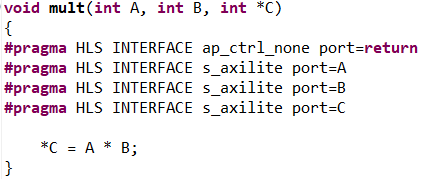 void mult(int A, int B, int *C)
{
#pragma HLS INTERFACE ap_ctrl_none port=return
#pragma HLS INTERFACE s_axilite port=A
#pragma HLS INTERFACE s_axilite port=B
#pragma HLS INTERFACE s_axilite port=C
*C = A * B;
}